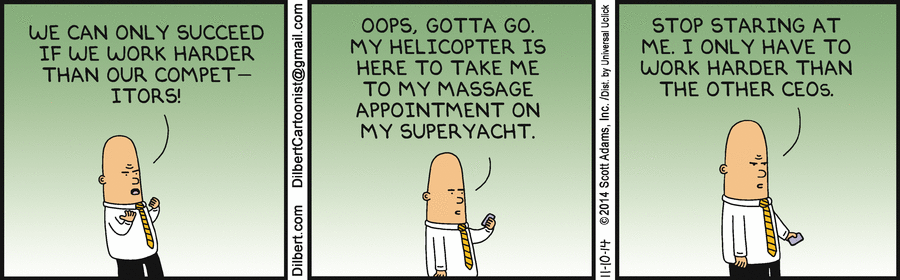 WE CAN ONLY SUCCEED
IF WE WORK HARDER
THAN OUR COMPET–
ITORS!
Dilbert.com DilbertCartoonist@gmail.com
OOPS, GOTTA GO.
MY HELICOPTER IS
HERE TO TAKE ME
TO MY MASSAGE
APPOINTMENT ON
MY SUPERYACHT.
11-10-14 © 2014 Scott Adams, Inc. /Dist. by Universal Uclick
STOP STARING AT
ME. I ONLY HAVE TO
WORK HARDER THAN
THE OTHER CEOs.